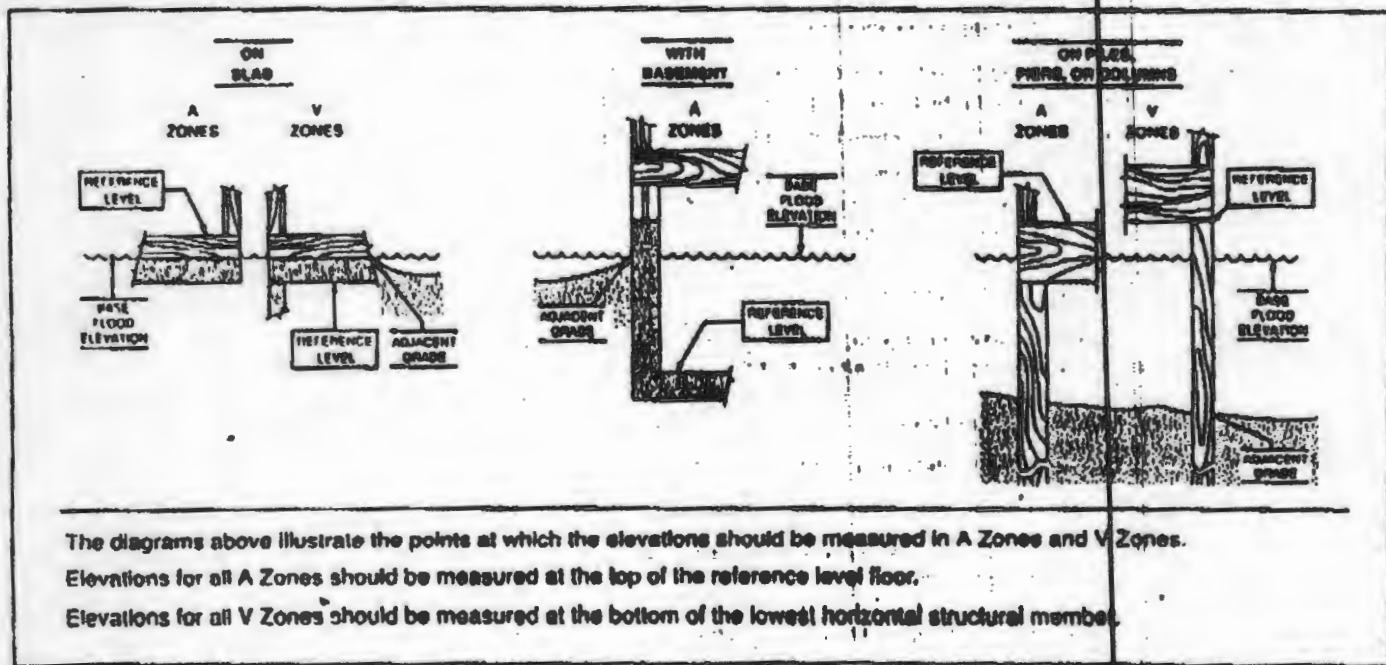 ON
SLAB
A
ZONES
V
ZONES
REFERENCE
LEVEL
BASE
FLOOD
ELEVATION
REFERENCE
LEVEL
ADJACENT
GRADE
WITH
BASEMENT
A
ZONES
BASE
FLOOD
ELEVATION
ADJACENT
GRADE
REFERENCE
LEVEL
ON PILES,
PIERS, OR COLUMNS
A
ZONES
V
ZONES
REFERENCE
LEVEL
REFERENCE
LEVEL
BASE
FLOOD
ELEVATION
ADJACENT
GRADE
The diagrams above illustrate the points at which the elevations should be measured in A Zones and V Zones.
Elevations for all A Zones should be measured at the top of the reference level floor.
Elevations for all V Zones should be measured at the bottom of the lowest horizontal structural member.